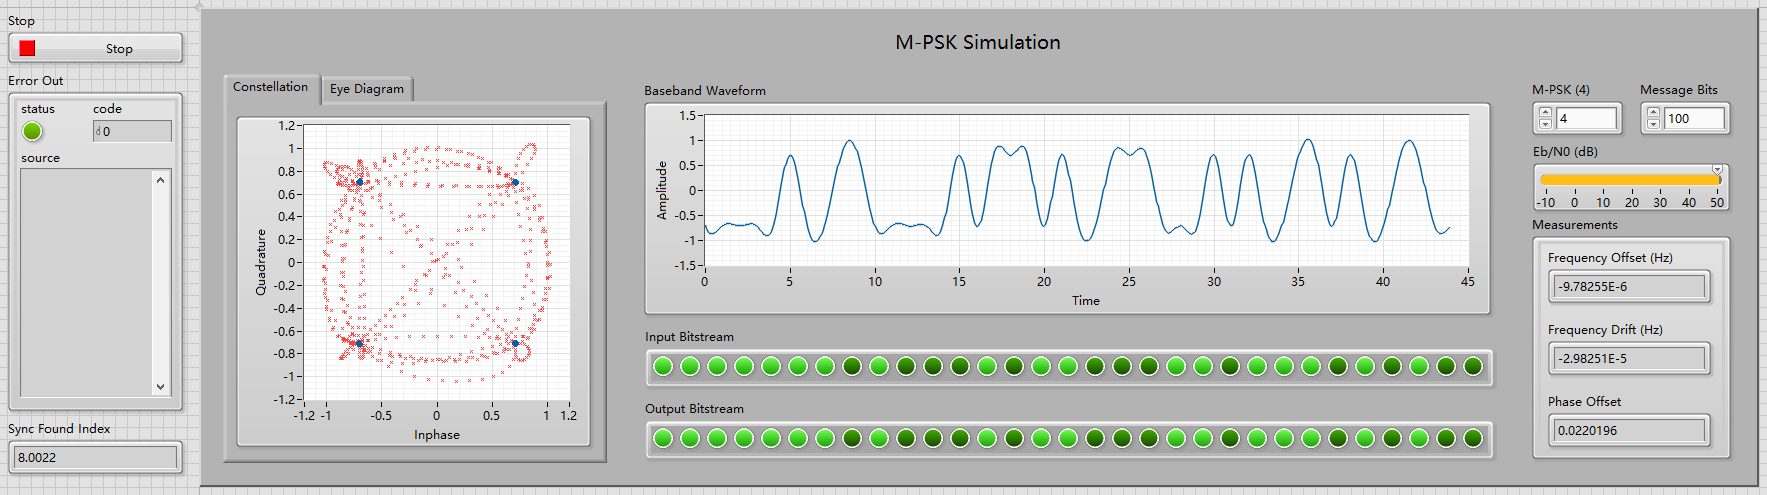 Stop
Stop
Error Out
status code
d 0
source
Sync Found Index
8.0022
M-PSK Simulation
Constellation
Eye Diagram
1.2
1
0.8
0.6
0.4
0.2
0
-0.2
-0.4
-0.6
-0.8
-1
-1.2
Quadrature
-1.2 -1 -0.5 0 0.5 1 1.2
Inphase
Baseband Waveform
1.5
1
0.5
0
-0.5
-1
-1.5
Amplitude
0 5 10 15 20 25 30 35 40 45
Time
Input Bitstream
Output Bitstream
M-PSK (4) Message Bits
4 100
Eb/N0 (dB)
-10 0 10 20 30 40 50
Measurements
Frequency Offset (Hz)
-9.78255E-6
Frequency Drift (Hz)
-2.98251E-5
Phase Offset
0.0220196